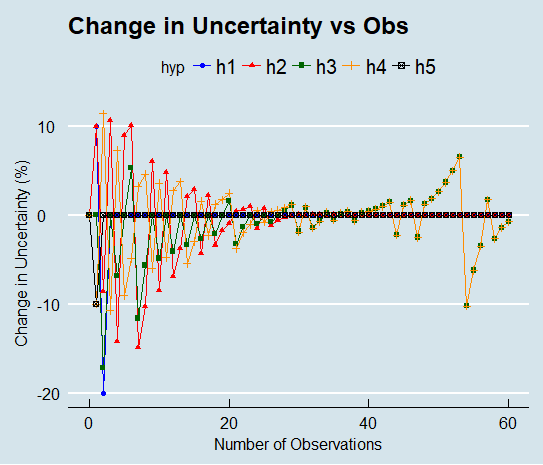 Change in Uncertainty vs Obs
hyp h1 h2 h3 h4 h5
Change in Uncertainty (%)
10
0
-10
-20
0 20 40 60
Number of Observations